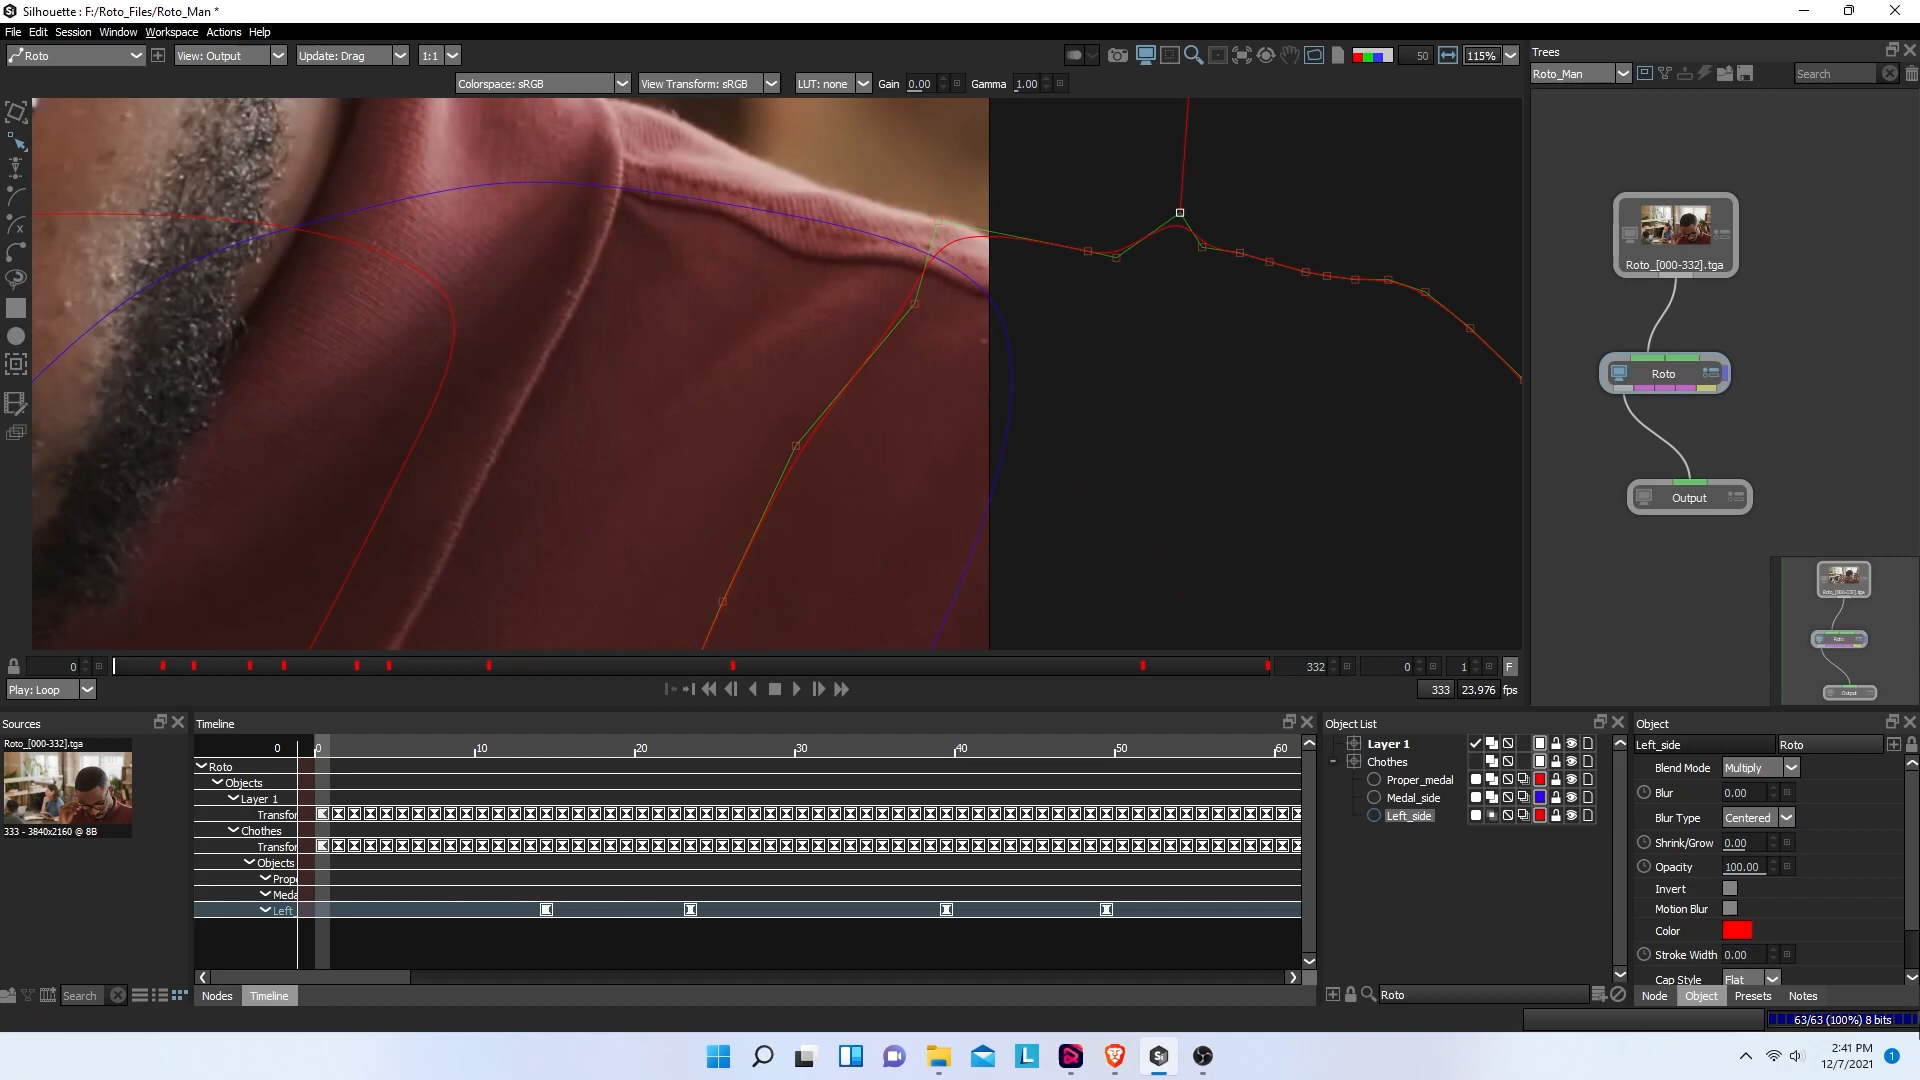 Silhouette : F:/Roto_Files/Roto_Man *
File Edit Session Window Workspace Actions Help
Roto View: Output Update: Drag 1:1 50 115%
Colorspace: sRGB View Transform: sRGB LUT: none Gain 0.00 Gamma 1.00
Trees
Roto_Man Search
Roto_[000-332].tga
Roto
Output
0 332 0 1 F
Play: Loop 333 23.976 fps
Sources
Roto_[000-332].tga
333 - 3840x2160 @ 8B
Search
Timeline
0 0 10 20 30 40 50 60
Roto
Objects
Layer 1
Transfor
Chothes
Transfor
Objects
Prope
Meda
Left_
Nodes Timeline
Object List
Layer 1
Chothes
Proper_medal
Medal_side
Left_side
Roto
Object
Left_side Roto
Blend Mode Multiply
Blur 0.00
Blur Type Centered
Shrink/Grow 0.00
Opacity 100.00
Invert
Motion Blur
Color
Stroke Width 0.00
Cap Style Flat
Node Object Presets Notes
63/63 (100%) 8 bits
2:41 PM
12/7/2021
1